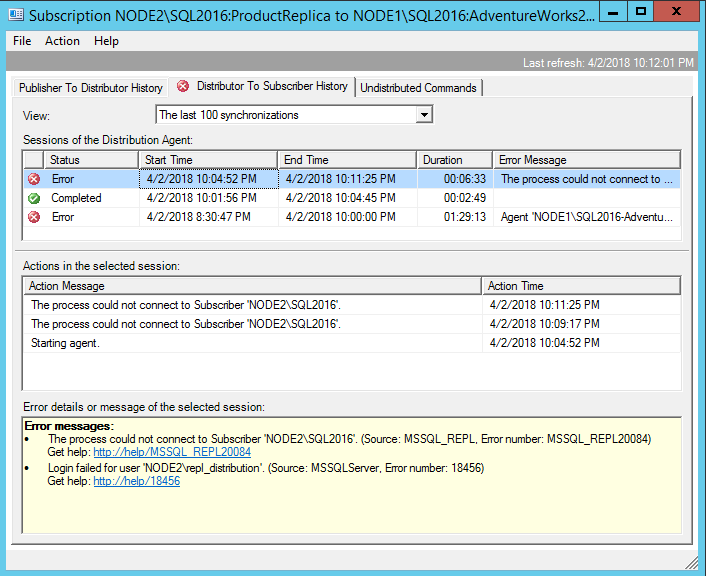 Subscription NODE2\SQL2016:ProductReplica to NODE1\SQL2016:AdventureWorks2...
File Action Help
Last refresh: 4/2/2018 10:12:01 PM
Publisher To Distributor History Distributor To Subscriber History Undistributed Commands
View: The last 100 synchronizations
Sessions of the Distribution Agent:
Status Start Time End Time Duration Error Message
Error 4/2/2018 10:04:52 PM 4/2/2018 10:11:25 PM 00:06:33 The process could not connect to ...
Completed 4/2/2018 10:01:56 PM 4/2/2018 10:04:45 PM 00:02:49
Error 4/2/2018 8:30:47 PM 4/2/2018 10:00:00 PM 01:29:13 Agent 'NODE1\SQL2016-Adventu...
Actions in the selected session:
Action Message Action Time
The process could not connect to Subscriber 'NODE2\SQL2016'. 4/2/2018 10:11:25 PM
The process could not connect to Subscriber 'NODE2\SQL2016'. 4/2/2018 10:09:17 PM
Starting agent. 4/2/2018 10:04:52 PM
Error details or message of the selected session:
Error messages:
• The process could not connect to Subscriber 'NODE2\SQL2016'. (Source: MSSQL_REPL, Error number: MSSQL_REPL20084)
Get help: http://help/MSSQL_REPL20084
• Login failed for user 'NODE2\repl_distribution'. (Source: MSSQLServer, Error number: 18456)
Get help: http://help/18456